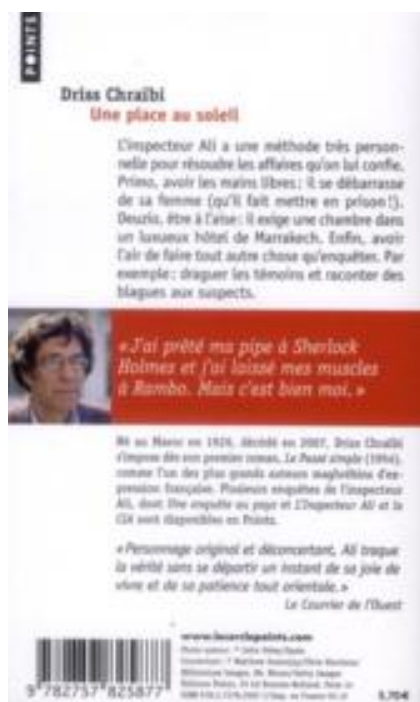 POINTS
Driss Chraïbi
Une place au soleil
L'inspecteur Ali a une méthode très person-
nelle pour résoudre les affaires qu'on lui confie.
Primo, avoir les mains libres : il se débarrasse
de sa femme (qu'il fait mettre en prison !).
Deuzio, être à l'aise : il exige une chambre dans
un luxueux hôtel de Marrakech. Enfin, avoir
l'air de faire tout autre chose qu'enquêter. Par
exemple : draguer les témoins et raconter des
blagues aux suspects.
« J'ai prêté ma pipe à Sherlock
Holmes et j'ai laissé mes muscles
à Rambo. Mais c'est bien moi. »
Né au Maroc en 1926, décédé en 2007, Driss Chraïbi
s'impose dès son premier roman, Le Passé simple (1954),
comme l'un des plus grands auteurs maghrébins d'ex-
pression française. Plusieurs enquêtes de l'inspecteur
Ali, dont Une enquête au pays et L'Inspecteur Ali et la
CIA sont disponibles en Points.
« Personnage original et déconcertant, Ali traque
la vérité sans se départir un instant de sa joie de
vivre et de sa patience tout orientale. »
Le Courrier de l'Ouest
www.lecerclepoints.com
9 782757 825877
5,70€